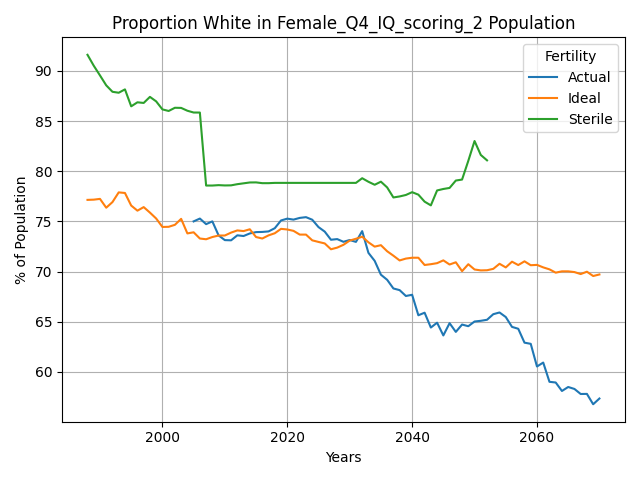 Proportion White in Female_Q4_IQ_scoring_2 Population
Fertility
Actual
Ideal
Sterile
% of Population
90
85
80
75
70
65
60
2000
2020
2040
2060
Years